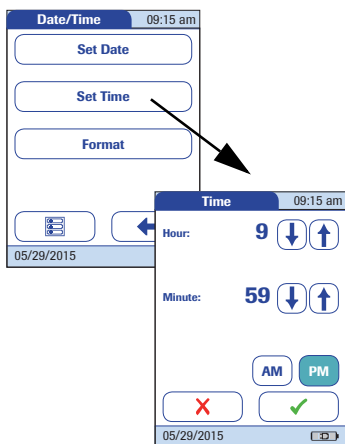 Date/Time 09:15 am
Set Date
Set Time
Format
05/29/2015
Time 09:15 am
Hour: 9
Minute: 59
AM PM
05/29/2015